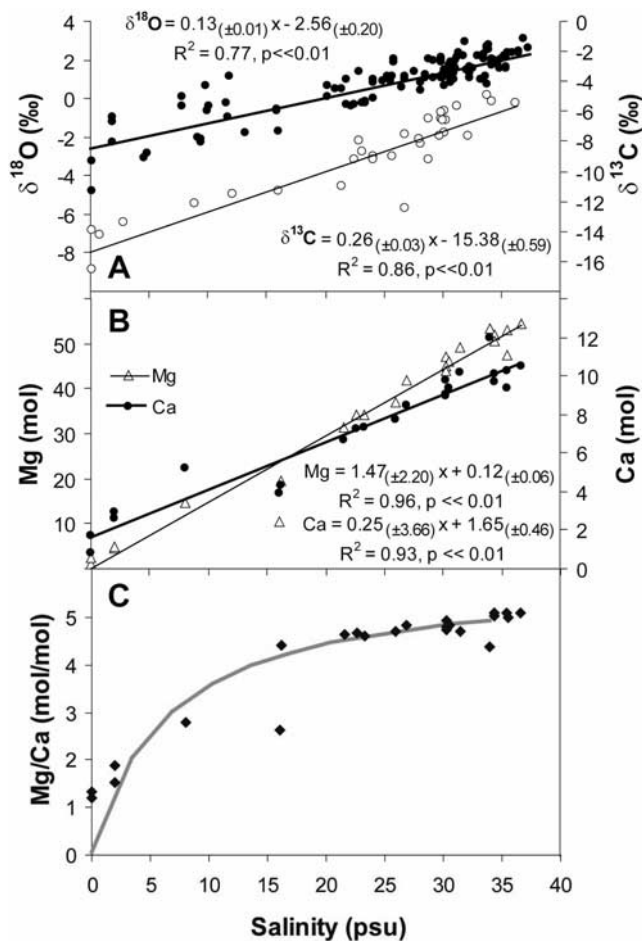 δ¹⁸O = 0.13(±0.01) x - 2.56(±0.20)
R² = 0.77, p<<0.01
4
2
0
-2
-4
-6
-8
δ¹⁸O (‰)
0
-2
-4
-6
-8
-10
-12
-14
-16
δ¹³C (‰)
δ¹³C = 0.26(±0.03) x - 15.38(±0.59)
R² = 0.86, p<<0.01
A
B
Mg
Ca
50
40
30
20
10
Mg (mol)
12
10
8
6
4
2
0
Ca (mol)
Mg = 1.47(±2.20) x + 0.12(±0.06)
R² = 0.96, p << 0.01
Ca = 0.25(±3.66) x + 1.65(±0.46)
R² = 0.93, p << 0.01
C
5
4
3
2
1
0
Mg/Ca (mol/mol)
0 5 10 15 20 25 30 35 40
Salinity (psu)